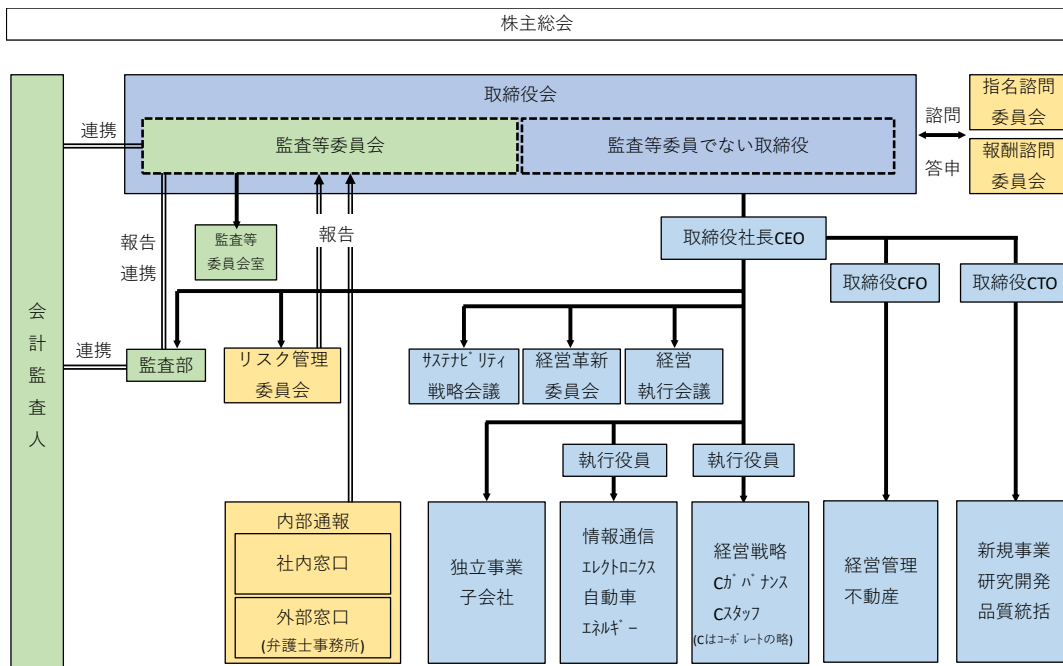 株主総会
取締役会
監査等委員会
監査等委員でない取締役
指名諮問
委員会
報酬諮問
委員会
諮問
答申
連携
会計監査人
監査等
委員会室
報告
連携
報告
取締役社長CEO
取締役CFO
取締役CTO
連携
監査部
リスク管理
委員会
ｻｽﾃﾅﾋﾞﾘﾃｨ
戦略会議
経営革新
委員会
経営
執行会議
執行役員
執行役員
内部通報
社内窓口
外部窓口
(弁護士事務所)
独立事業
子会社
情報通信
ｴﾚｸﾄﾛﾆｸｽ
自動車
ｴﾈﾙｷﾞｰ
経営戦略
Cｶﾞﾊﾞﾅﾝｽ
Cｽﾀｯﾌ
(Cはｺｰﾎﾟﾚｰﾄの略)
経営管理
不動産
新規事業
研究開発
品質統括